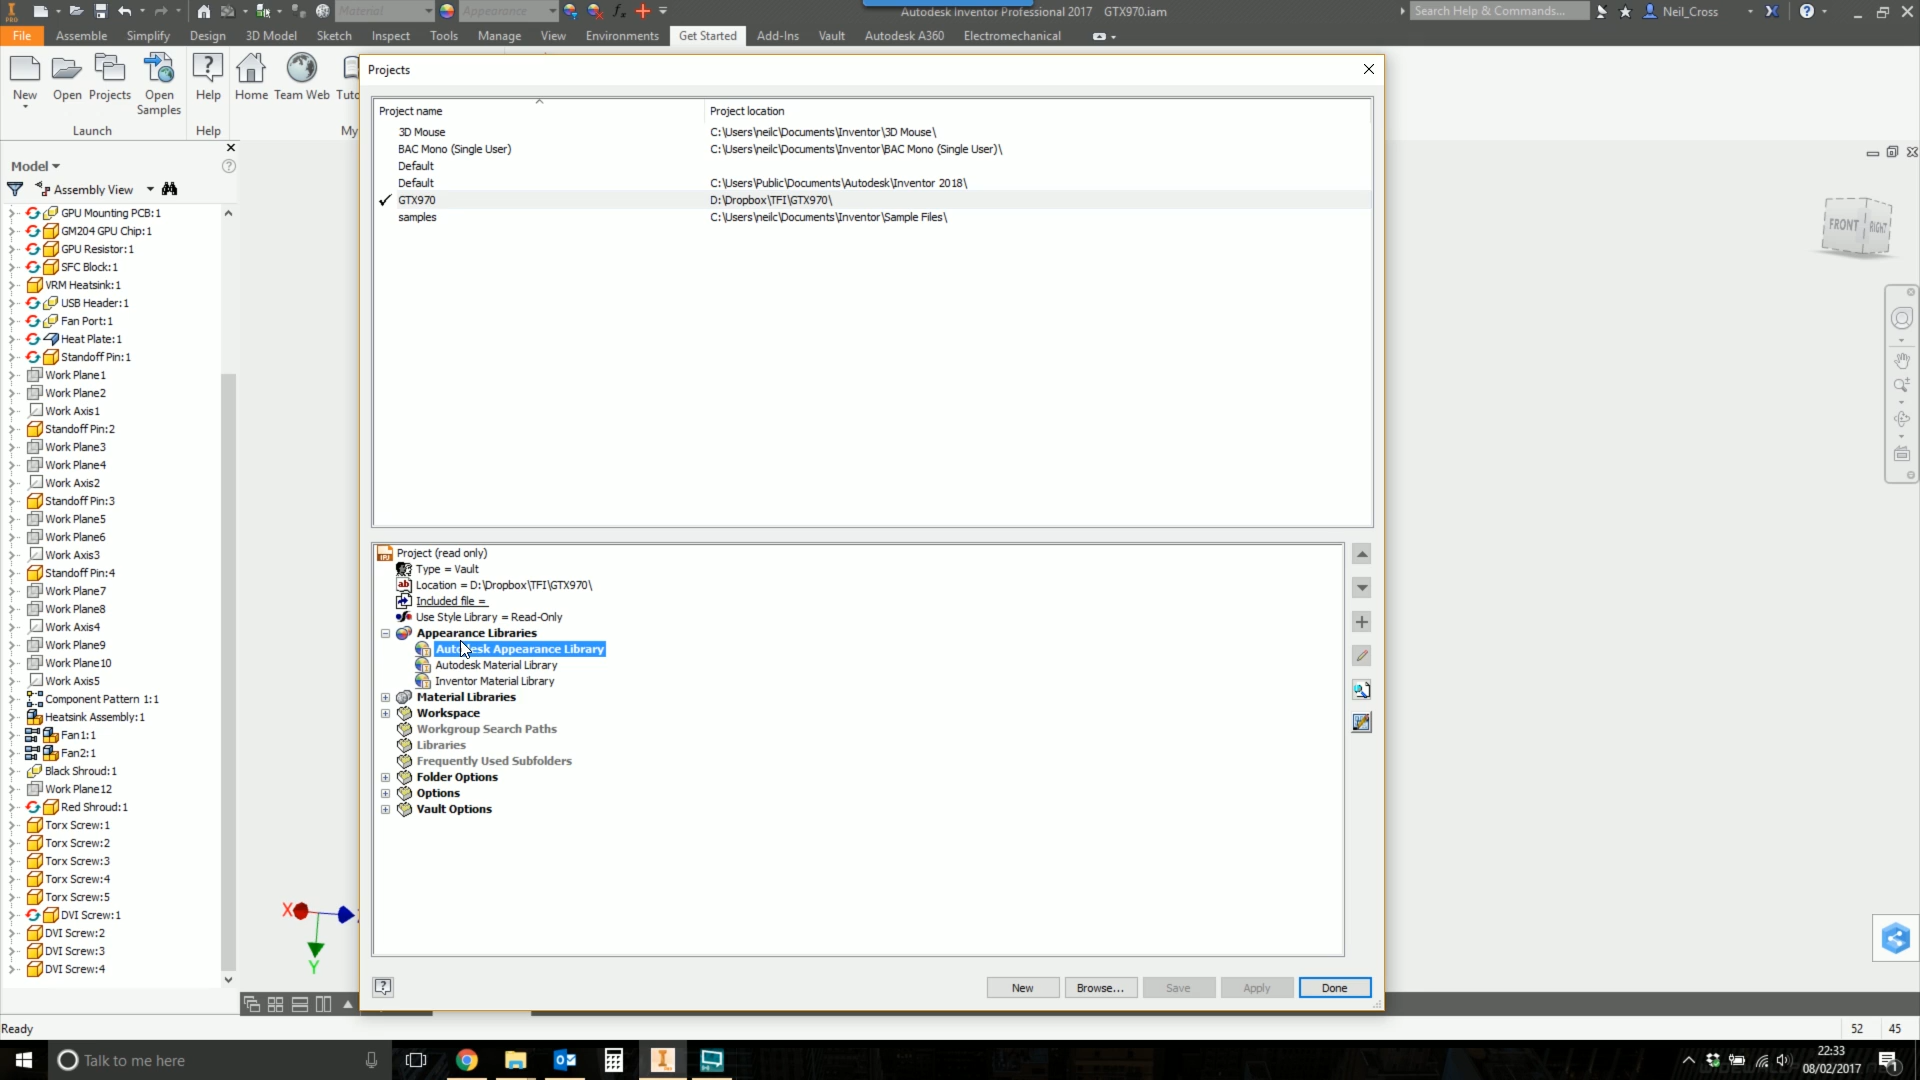 Material
Appearance
Autodesk Inventor Professional 2017 GTX970.iam
Search Help & Commands...
Neil_Cross
File Assemble Simplify Design 3D Model Sketch Inspect Tools Manage View Environments Get Started Add-Ins Vault Autodesk A360 Electromechanical
New Open Projects Open Samples Help Home Team Web
Launch Help My
Projects
Project name Project location
3D Mouse C:\Users\neilc\Documents\Inventor\3D Mouse\
BAC Mono (Single User) C:\Users\neilc\Documents\Inventor\BAC Mono (Single User)\
Default
Default C:\Users\Public\Documents\Autodesk\Inventor 2018\
GTX970 D:\Dropbox\TFI\GTX970\
samples C:\Users\neilc\Documents\Inventor\Sample Files\
Model
Assembly View
GPU Mounting PCB:1
GM204 GPU Chip:1
GPU Resistor:1
SFC Block:1
VRM Heatsink:1
USB Header:1
Fan Port:1
Heat Plate:1
Standoff Pin:1
Work Plane1
Work Plane2
Work Axis1
Standoff Pin:2
Work Plane3
Work Plane4
Work Axis2
Standoff Pin:3
Work Plane5
Work Plane6
Work Axis3
Standoff Pin:4
Work Plane7
Work Plane8
Work Axis4
Work Plane9
Work Plane10
Work Axis5
Component Pattern 1:1
Heatsink Assembly:1
Fan1:1
Fan2:1
Black Shroud:1
Work Plane12
Red Shroud:1
Torx Screw:1
Torx Screw:2
Torx Screw:3
Torx Screw:4
Torx Screw:5
DVI Screw:1
DVI Screw:2
DVI Screw:3
DVI Screw:4
Project (read only)
Type = Vault
Location = D:\Dropbox\TFI\GTX970\
Included file =
Use Style Library = Read-Only
Appearance Libraries
Autodesk Appearance Library
Autodesk Material Library
Inventor Material Library
Material Libraries
Workspace
Workgroup Search Paths
Libraries
Frequently Used Subfolders
Folder Options
Options
Vault Options
FRONT RIGHT
X
Y
New Browse... Save Apply Done
Ready
52 45
Talk to me here
22:33
08/02/2017